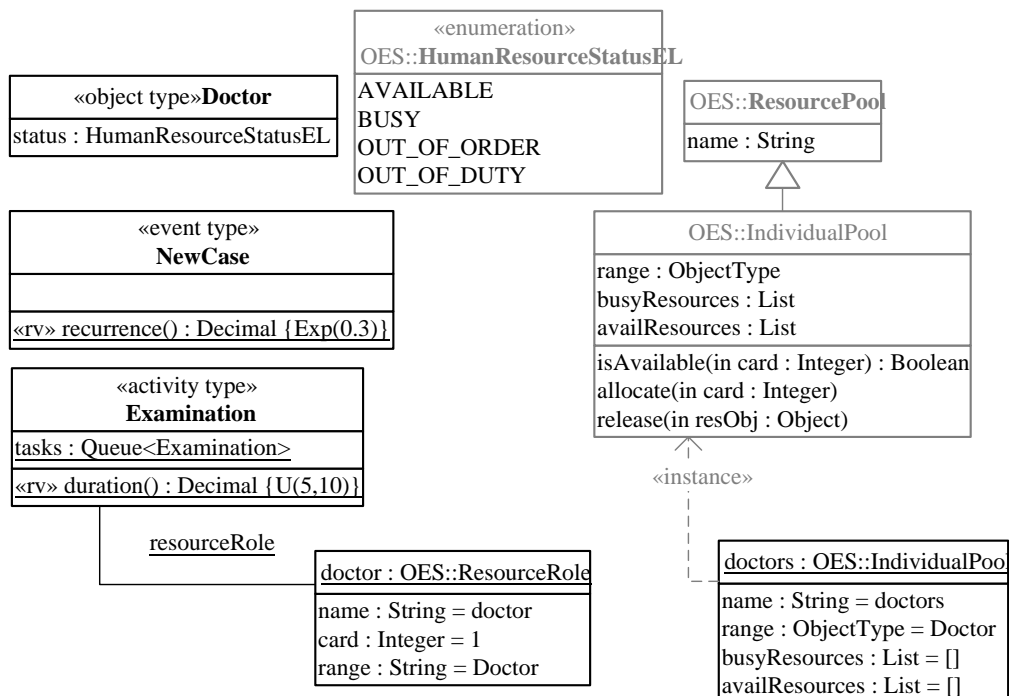 «enumeration»
OES::HumanResourceStatusEL
AVAILABLE
BUSY
OUT_OF_ORDER
OUT_OF_DUTY
«object type»Doctor
status : HumanResourceStatusEL
OES::ResourcePool
name : String
«event type»
NewCase
«rv» recurrence() : Decimal {Exp(0.3)}
OES::IndividualPool
range : ObjectType
busyResources : List
availResources : List
isAvailable(in card : Integer) : Boolean
allocate(in card : Integer)
release(in resObj : Object)
«activity type»
Examination
tasks : Queue<Examination>
«rv» duration() : Decimal {U(5,10)}
«instance»
resourceRole
doctor : OES::ResourceRole
name : String = doctor
card : Integer = 1
range : String = Doctor
doctors : OES::IndividualPool
name : String = doctors
range : ObjectType = Doctor
busyResources : List = []
availResources : List = []